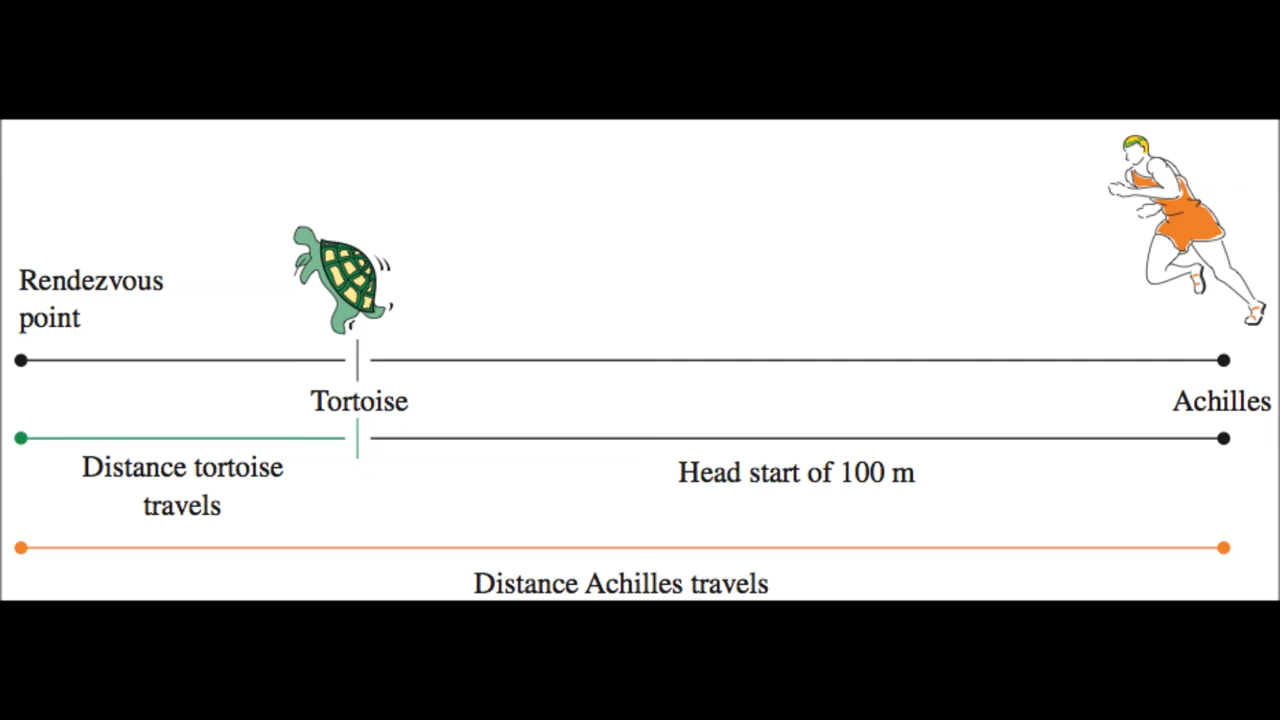 Rendezvous
point
Tortoise
Achilles
Distance tortoise
travels
Head start of 100 m
Distance Achilles travels